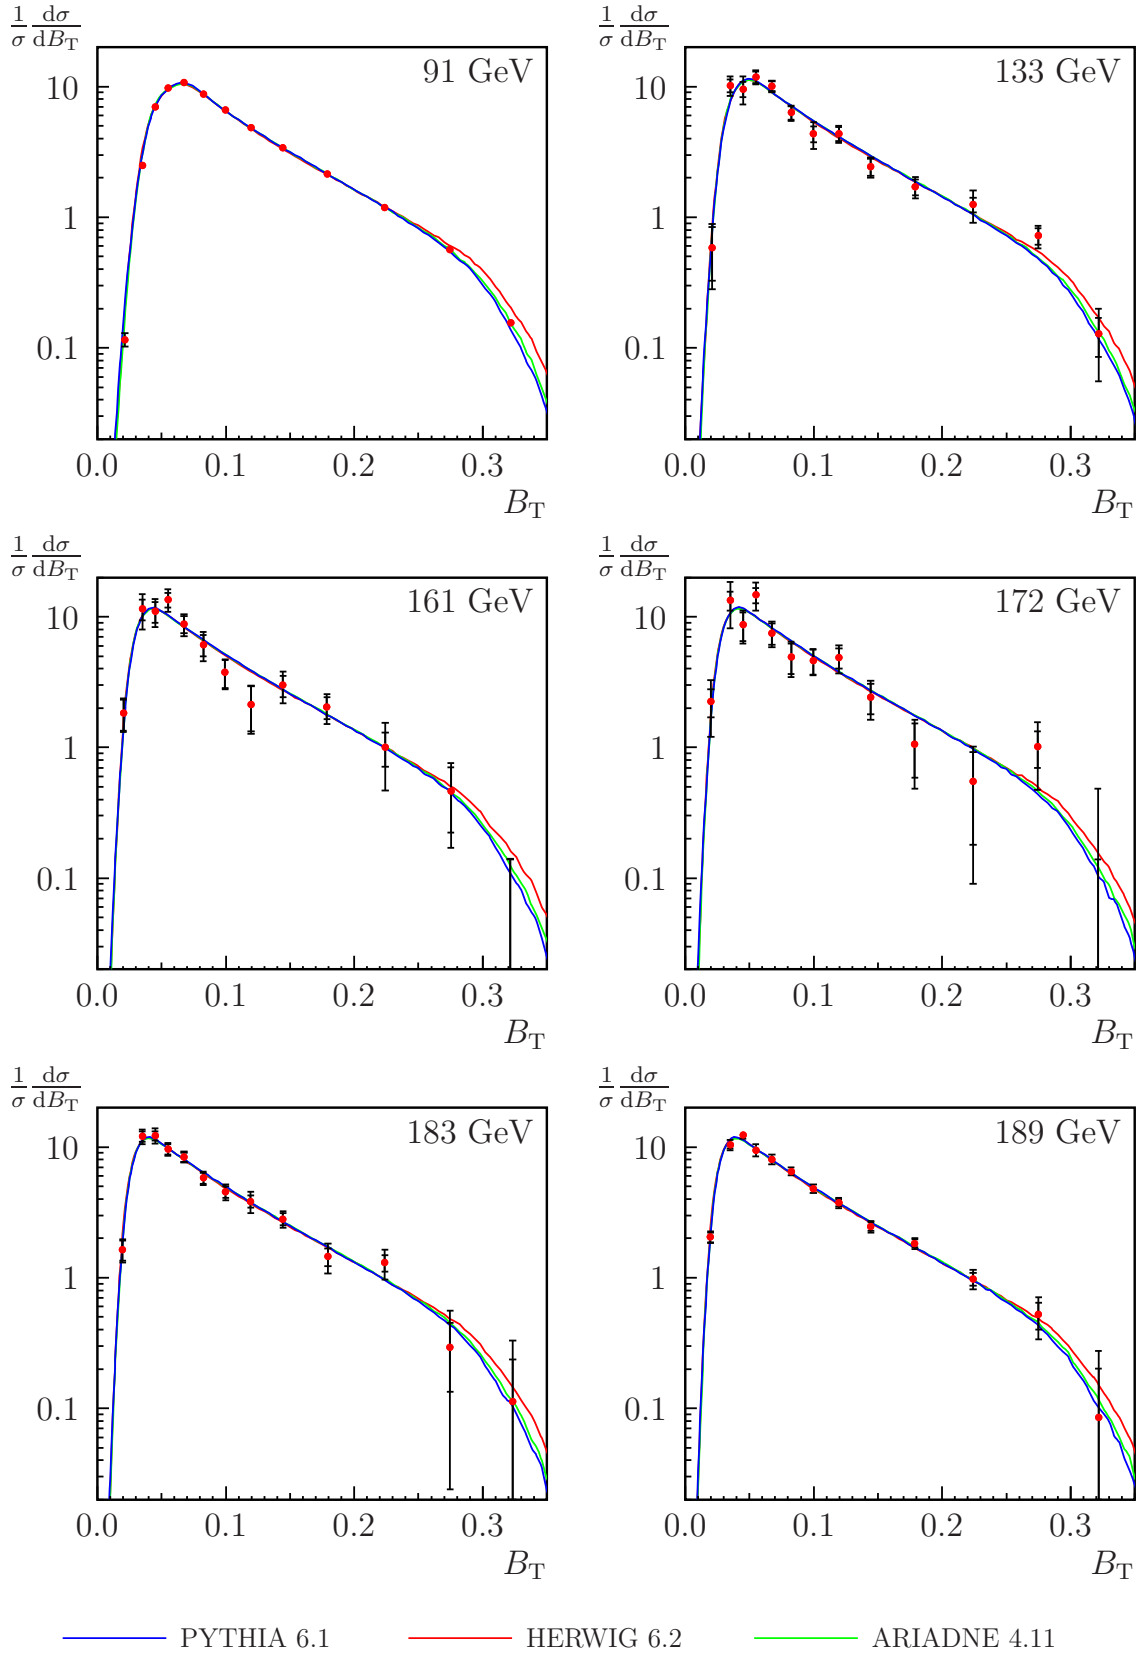 1/σ dσ/dB_T
91 GeV
10
1
0.1
0.0 0.1 0.2 0.3
B_T
1/σ dσ/dB_T
133 GeV
10
1
0.1
0.0 0.1 0.2 0.3
B_T
1/σ dσ/dB_T
161 GeV
10
1
0.1
0.0 0.1 0.2 0.3
B_T
1/σ dσ/dB_T
172 GeV
10
1
0.1
0.0 0.1 0.2 0.3
B_T
1/σ dσ/dB_T
183 GeV
10
1
0.1
0.0 0.1 0.2 0.3
B_T
1/σ dσ/dB_T
189 GeV
10
1
0.1
0.0 0.1 0.2 0.3
B_T
PYTHIA 6.1 HERWIG 6.2 ARIADNE 4.11